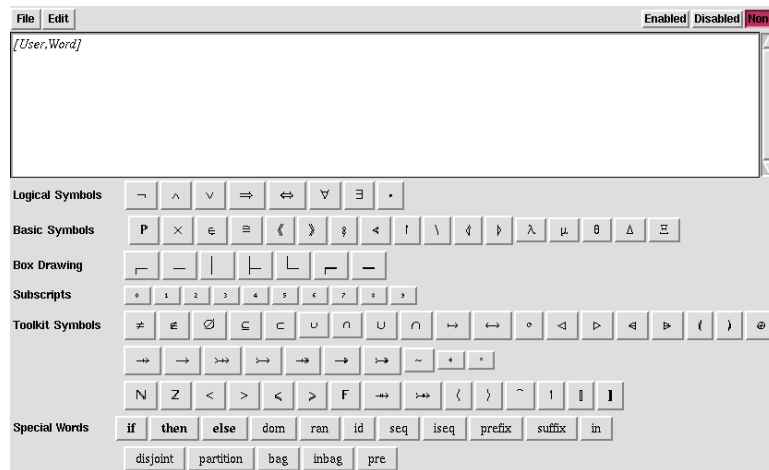 File Edit Enabled Disabled Non
[User,Word]
Logical Symbols ¬ ∧ ∨ ⇒ ⇔ ∀ ∃ •
Basic Symbols P × ∈ ≙ ⟪ ⟫ λ μ θ Δ Ξ
Box Drawing
Subscripts 0 1 2 3 4 5 6 7 8 9
Toolkit Symbols ≠ ∉ ∅ ⊆ ⊂ ∪ ∩ ∪ ∩ ↦ ↔ ∘ ◁ ▷ ⩤ ⩥ ⦇ ⦈ ⊕
⇸ → ⤔ ↣ ⤀ ↠ ⤖ ~ + *
ℕ ℤ < > ⩽ ⩾ F ⇻ ⤕ ⟨ ⟩ ⁀ 1 ⟦ ⟧
Special Words if then else dom ran id seq iseq prefix suffix in
disjoint partition bag inbag pre